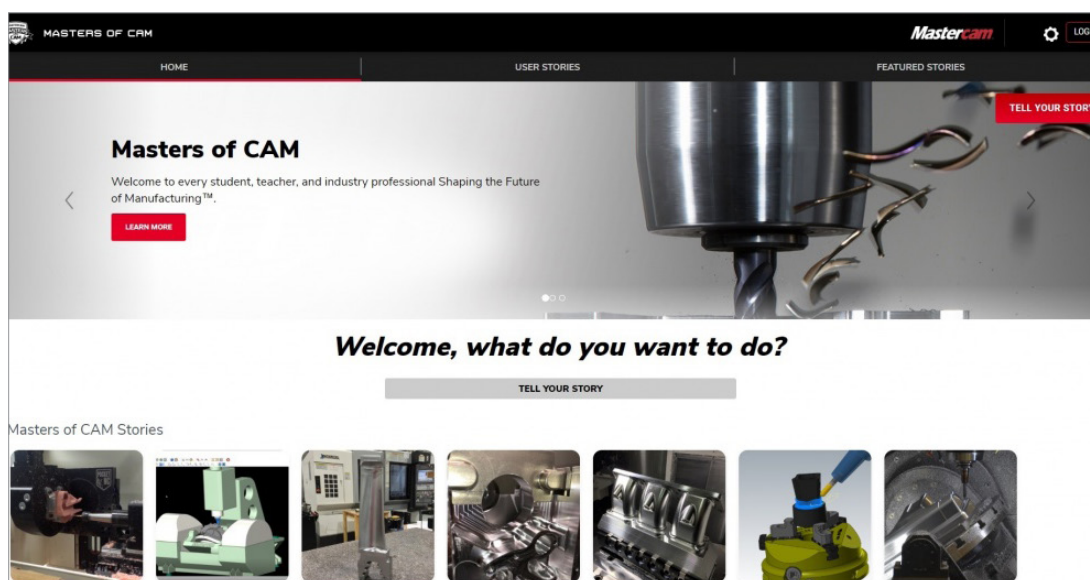 MASTERS OF CAM
Mastercam
LOG
HOME
USER STORIES
FEATURED STORIES
TELL YOUR STORY
Masters of CAM
Welcome to every student, teacher, and industry professional Shaping the Future
of Manufacturing™.
LEARN MORE
Welcome, what do you want to do?
TELL YOUR STORY
Masters of CAM Stories